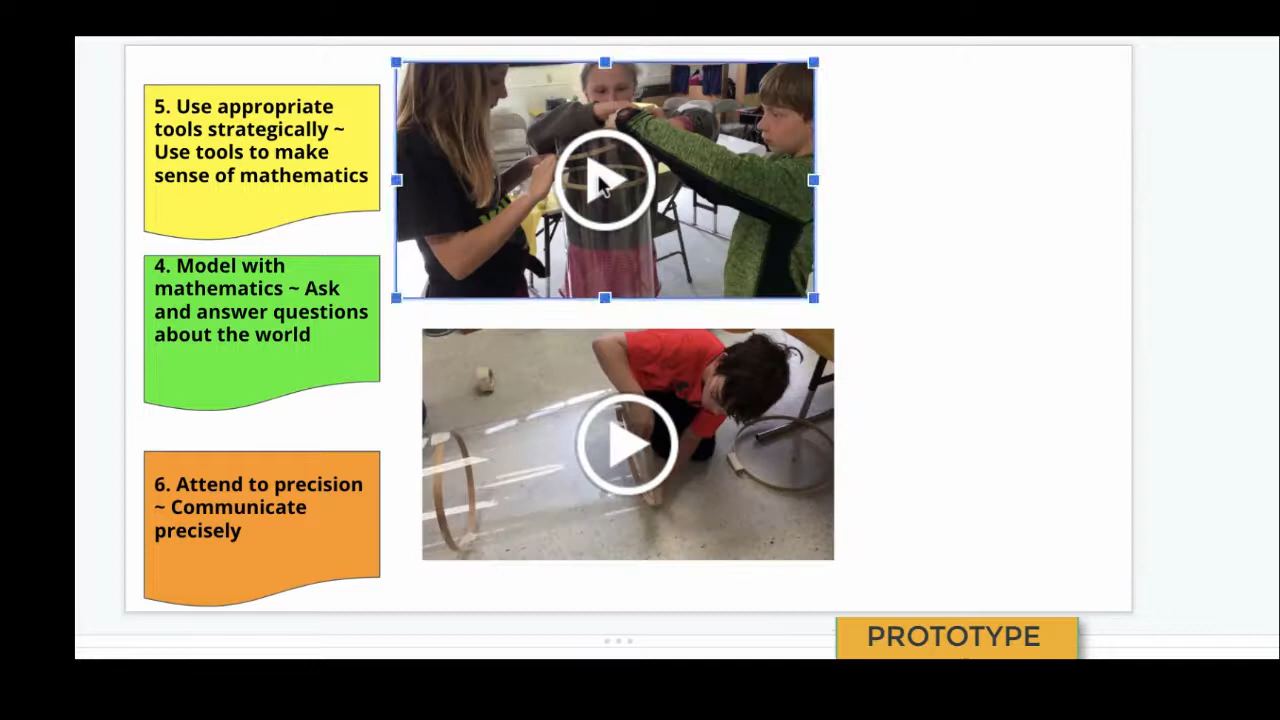 5. Use appropriate
tools strategically ~
Use tools to make
sense of mathematics
4. Model with
mathematics ~ Ask
and answer questions
about the world
6. Attend to precision
~ Communicate
precisely
PROTOTYPE